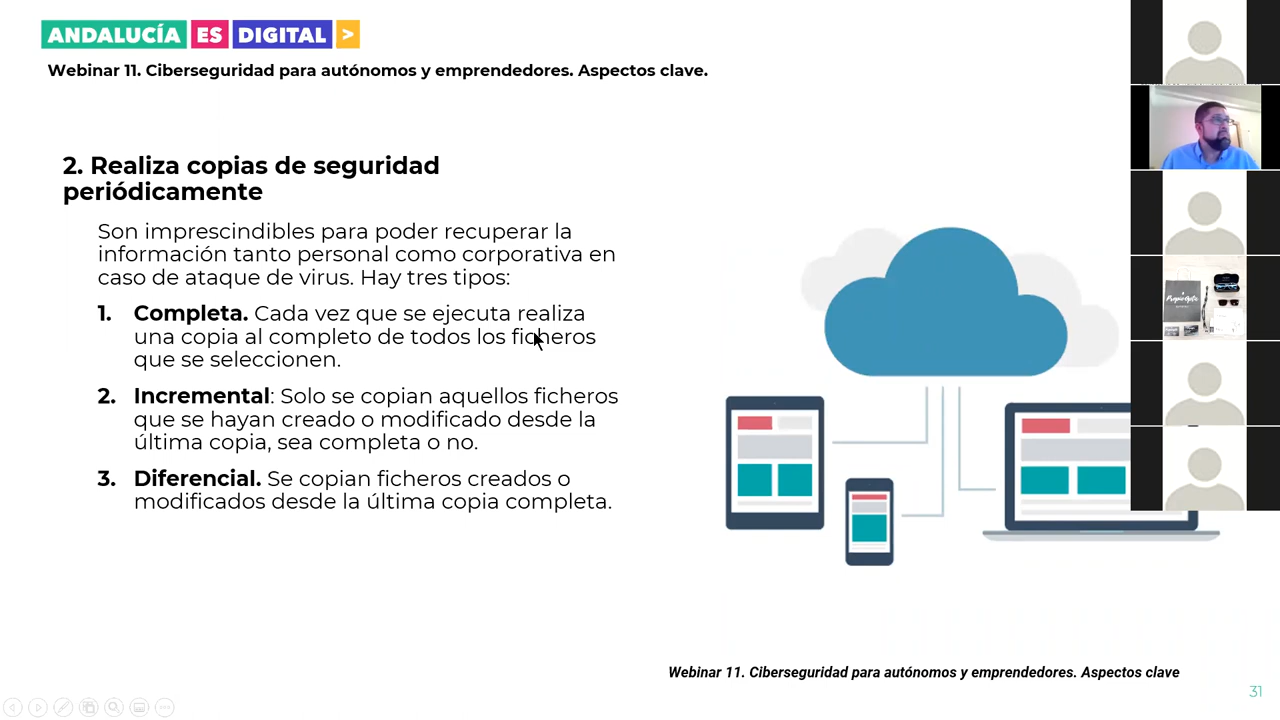 ANDALUCÍA ES DIGITAL >
Webinar 11. Ciberseguridad para autónomos y emprendedores. Aspectos clave.
2. Realiza copias de seguridad
periódicamente
Son imprescindibles para poder recuperar la
información tanto personal como corporativa en
caso de ataque de virus. Hay tres tipos:
1. Completa. Cada vez que se ejecuta realiza
una copia al completo de todos los ficheros
que se seleccionen.
2. Incremental: Solo se copian aquellos ficheros
que se hayan creado o modificado desde la
última copia, sea completa o no.
3. Diferencial. Se copian ficheros creados o
modificados desde la última copia completa.
Webinar 11. Ciberseguridad para autónomos y emprendedores. Aspectos clave
31